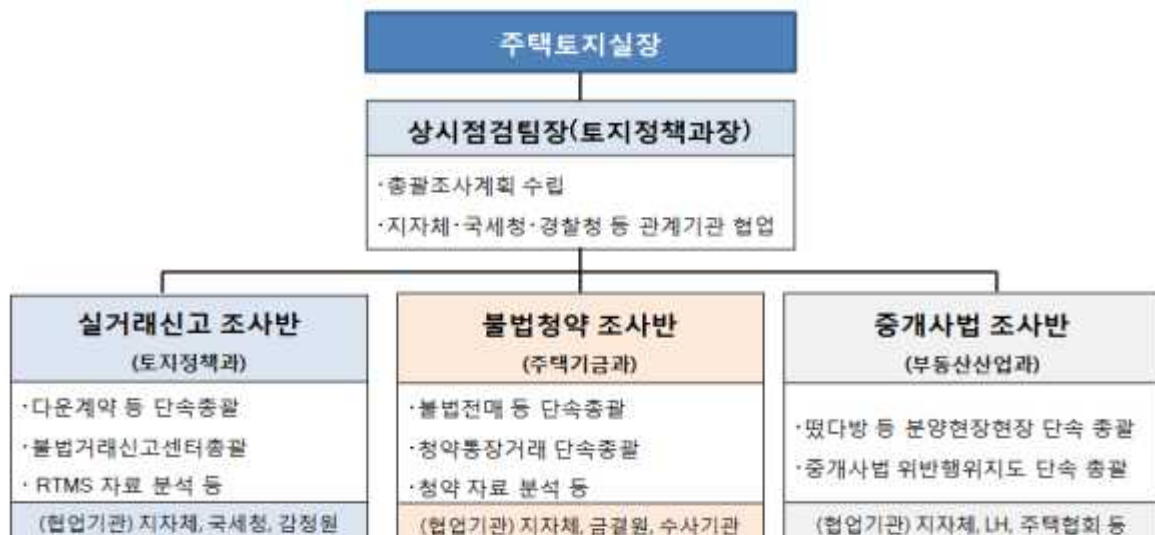 주택토지실장
상시점검팀장(토지정책과장)
·총괄조사계획 수립
·지자체·국세청·경찰청 등 관계기관 협업
실거래신고 조사반
(토지정책과)
·다운계약 등 단속총괄
·불법거래신고센터총괄
· RTMS 자료 분석 등
(협업기관) 지자체, 국세청, 감정원
불법청약 조사반
(주택기금과)
·불법전매 등 단속총괄
·청약통장거래 단속총괄
·청약 자료 분석 등
(협업기관) 지자체, 금결원, 수사기관
중개사법 조사반
(부동산산업과)
·떴다방 등 분양현장현장 단속 총괄
·중개사법 위반행위지도 단속 총괄
(협업기관) 지자체, LH, 주택협회 등